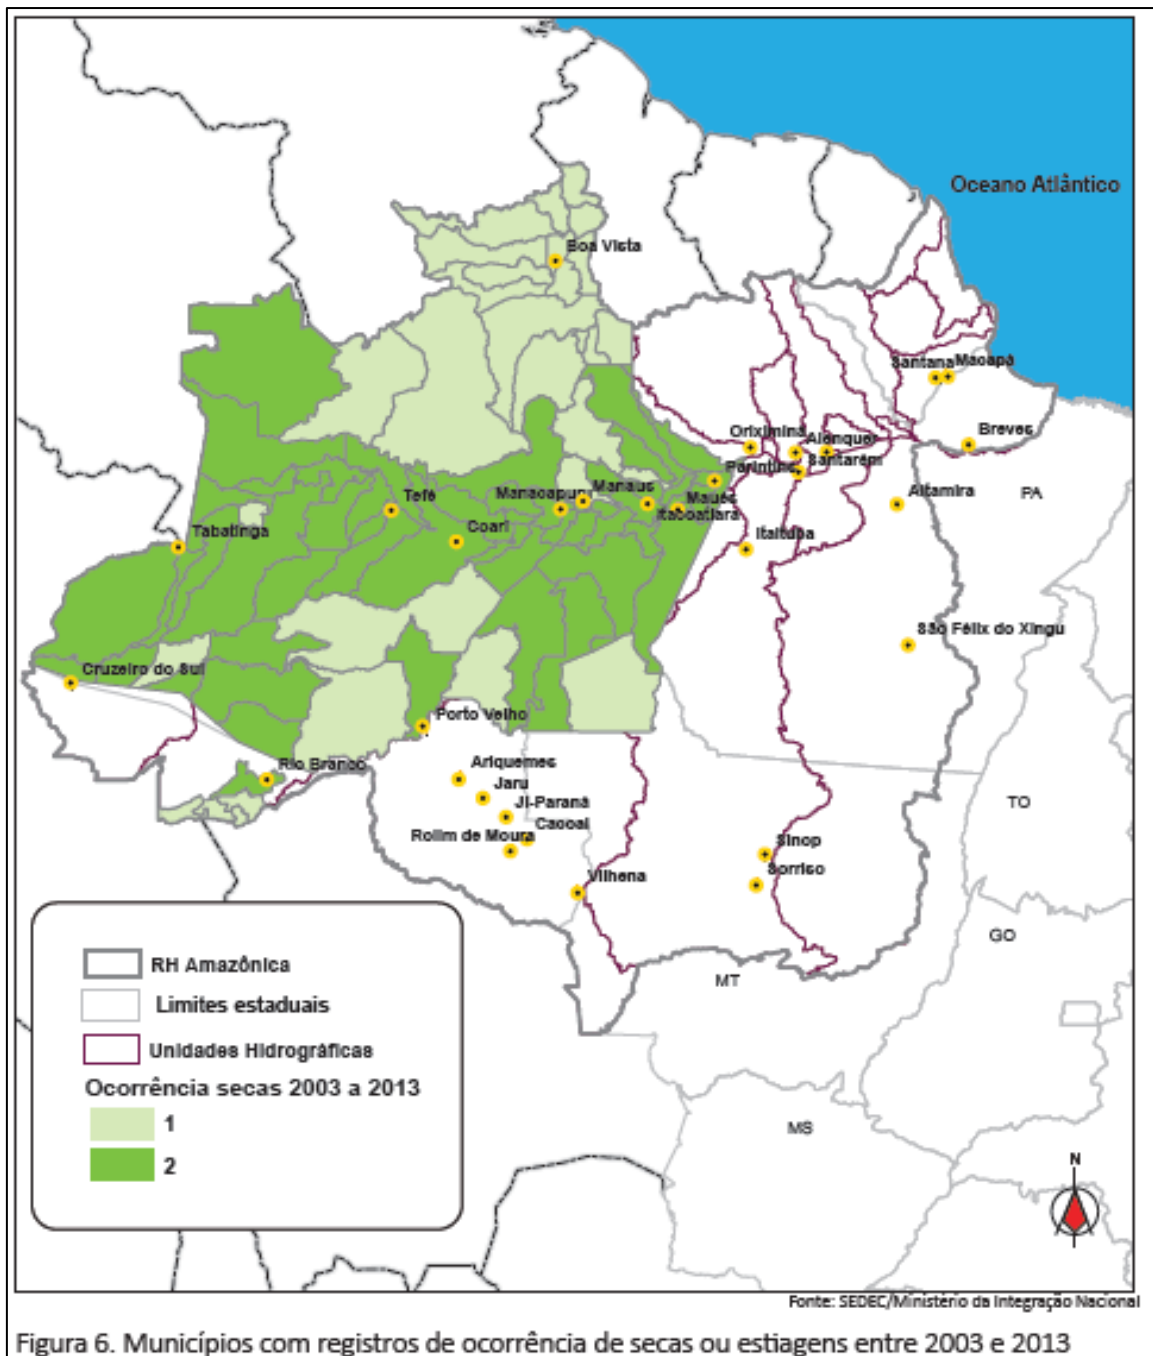 Oceano Atlântico
Boa Vista
Santana
Macapá
Oriximiná
Alenquer
Breves
Parintins
Santarém
PA
Tefé
Manacapuru
Manaus
Maués
Altamira
Itacoatiara
Tabatinga
Coari
Itaituba
São Félix do Xingu
Cruzeiro do Sul
Porto Velho
Rio Branco
Ariquemes
Jaru
Ji-Paraná
TO
Cacoal
Rolim de Moura
Sinop
Sorriso
Vilhena
GO
MT
RH Amazônica
Limites estaduais
Unidades Hidrográficas
Ocorrência secas 2003 a 2013
1
2
MS
N
Fonte: SEDEC/Ministério da Integração Nacional
Figura 6. Municípios com registros de ocorrência de secas ou estiagens entre 2003 e 2013